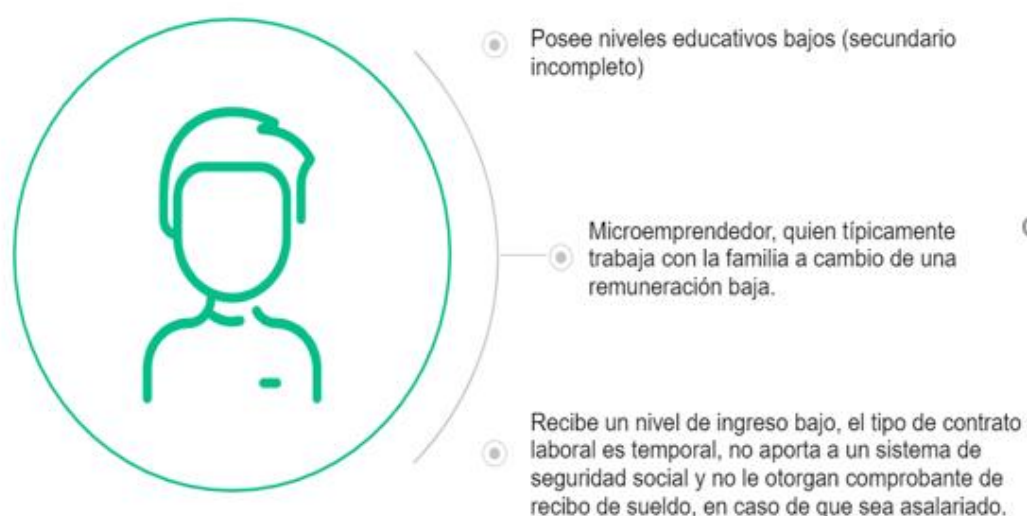 Posee niveles educativos bajos (secundario
incompleto)
Microemprendedor, quien típicamente
trabaja con la familia a cambio de una
remuneración baja.
Recibe un nivel de ingreso bajo, el tipo de contrato
laboral es temporal, no aporta a un sistema de
seguridad social y no le otorgan comprobante de
recibo de sueldo, en caso de que sea asalariado.